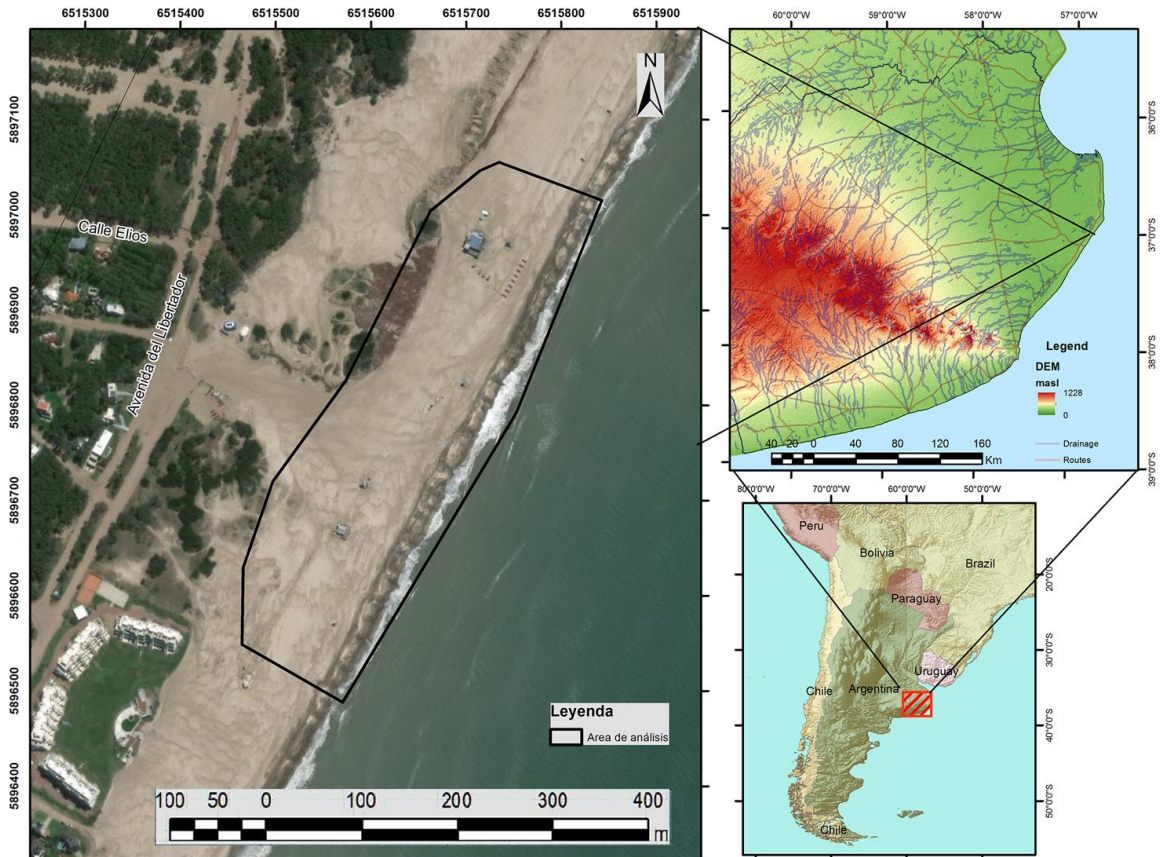 6515300 6515400 6515500 6515600 6515700 6515800 6515900
5897100
5897000
5896900
5896800
5896700
5896600
5896500
5896400
N
Calle Elios
Avenida del Libertador
Leyenda
Area de análisis
100 50 0 100 200 300 400
m
60°0'0"W 59°0'0"W 58°0'0"W 57°0'0"W
36°0'0"S
37°0'0"S
38°0'0"S
39°0'0"S
Legend
DEM
masl
1228
0
Drainage
Routes
40 20 0 40 80 120 160
Km
80°0'0"W 70°0'0"W 60°0'0"W 50°0'0"W
20°0'0"S
30°0'0"S
40°0'0"S
50°0'0"S
Peru
Bolivia
Brazil
Paraguay
Uruguay
Chile
Argentina
Chile